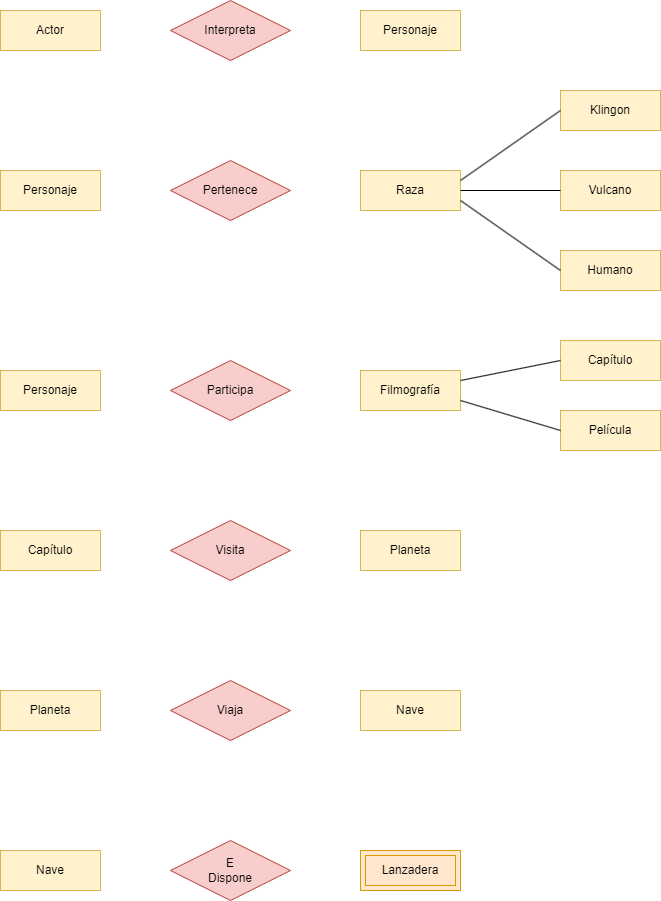 Actor
Interpreta
Personaje
Klingon
Personaje
Pertenece
Raza
Vulcano
Humano
Capítulo
Personaje
Participa
Filmografía
Película
Capítulo
Visita
Planeta
Planeta
Viaja
Nave
Nave
E
Dispone
Lanzadera